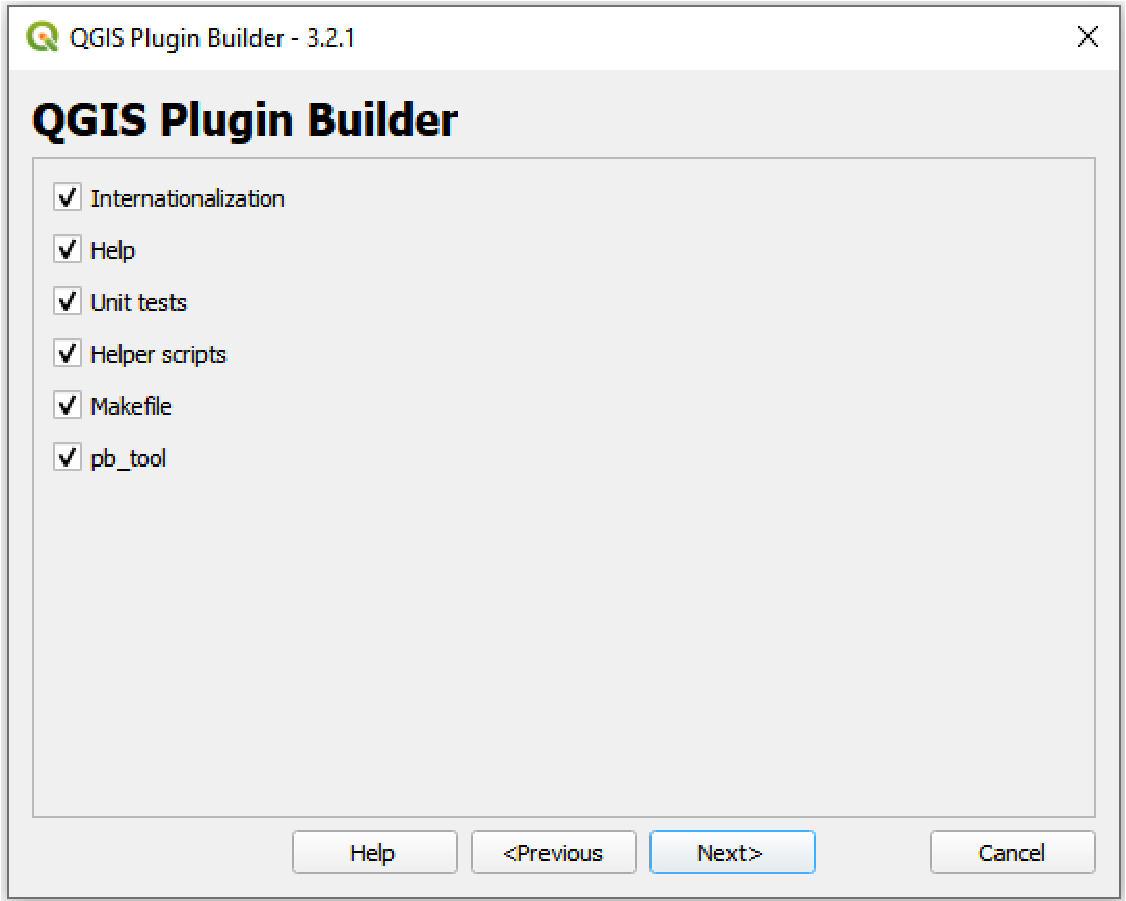 QGIS Plugin Builder - 3.2.1
QGIS Plugin Builder
Internationalization
Help
Unit tests
Helper scripts
Makefile
pb_tool
Help
<Previous
Next>
Cancel